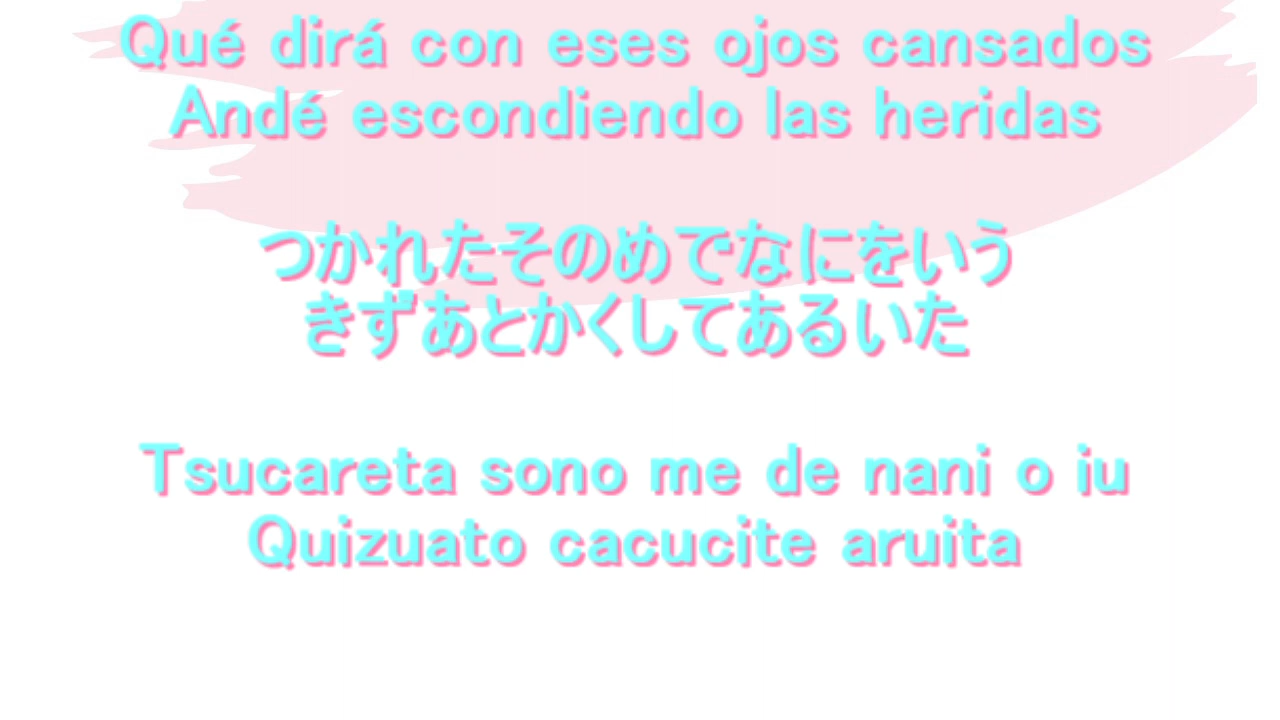 Qué dirá con eses ojos cansados
Andé escondiendo las heridas
つかれたそのめでなにをいう
きずあとかくしてあるいた
Tsucareta sono me de nani o iu
Quizuato cacucite aruita